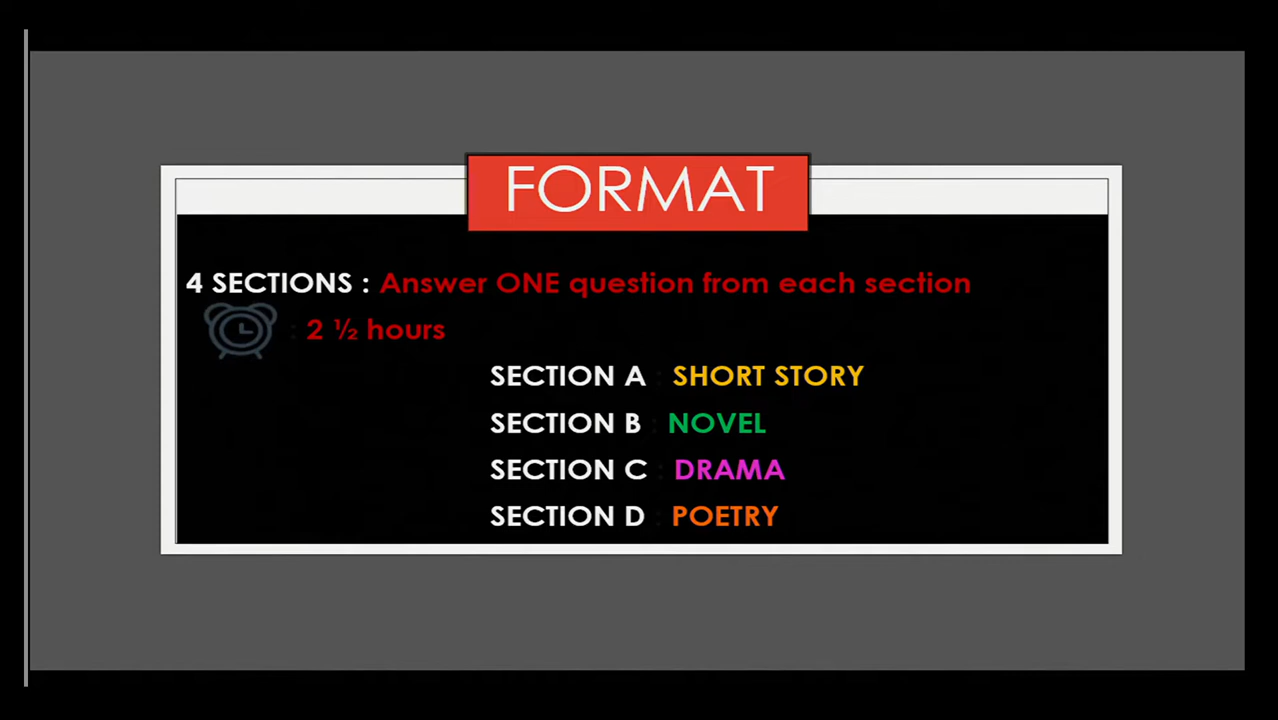 FORMAT
4 SECTIONS : Answer ONE question from each section
: 2 ½ hours
SECTION A : SHORT STORY
SECTION B : NOVEL
SECTION C : DRAMA
SECTION D : POETRY